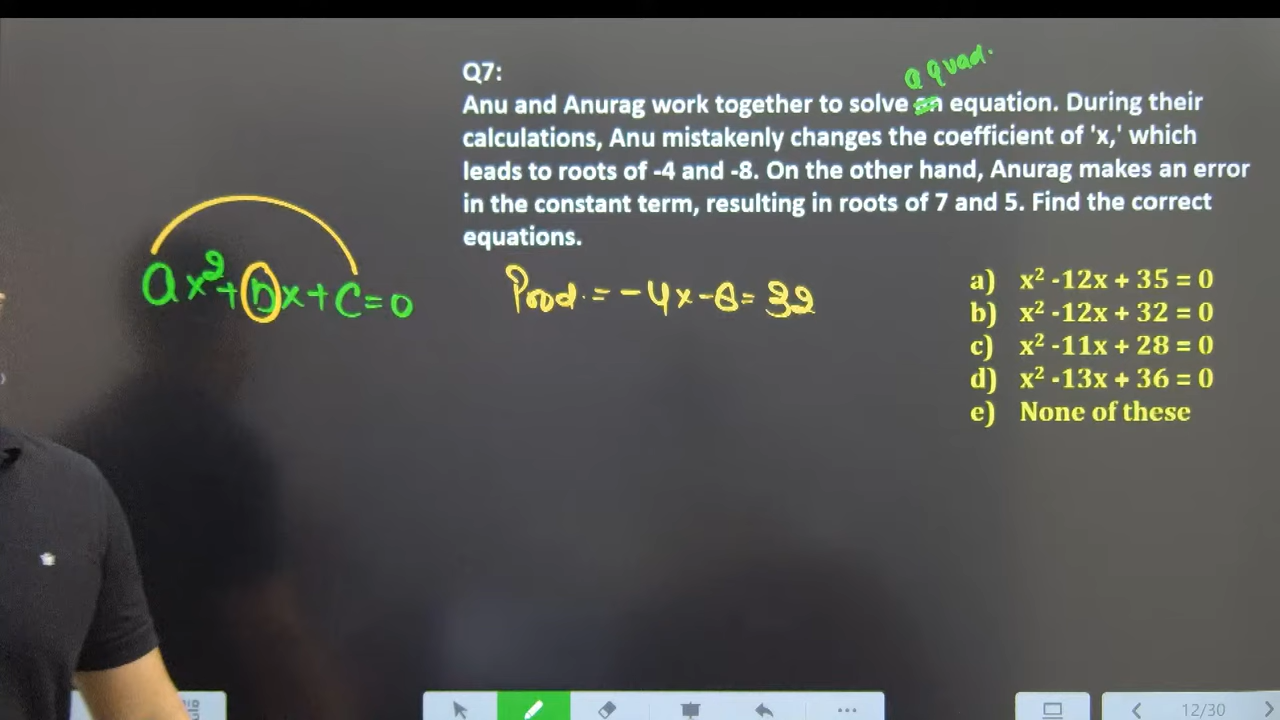 Q7:
a Quad.
Anu and Anurag work together to solve an equation. During their
calculations, Anu mistakenly changes the coefficient of 'x,' which
leads to roots of -4 and -8. On the other hand, Anurag makes an error
in the constant term, resulting in roots of 7 and 5. Find the correct
equations.
ax²+bx+c=0
Prod.=-4x-8=32
a) x² -12x + 35 = 0
b) x² -12x + 32 = 0
c) x² -11x + 28 = 0
d) x² -13x + 36 = 0
e) None of these
12/30